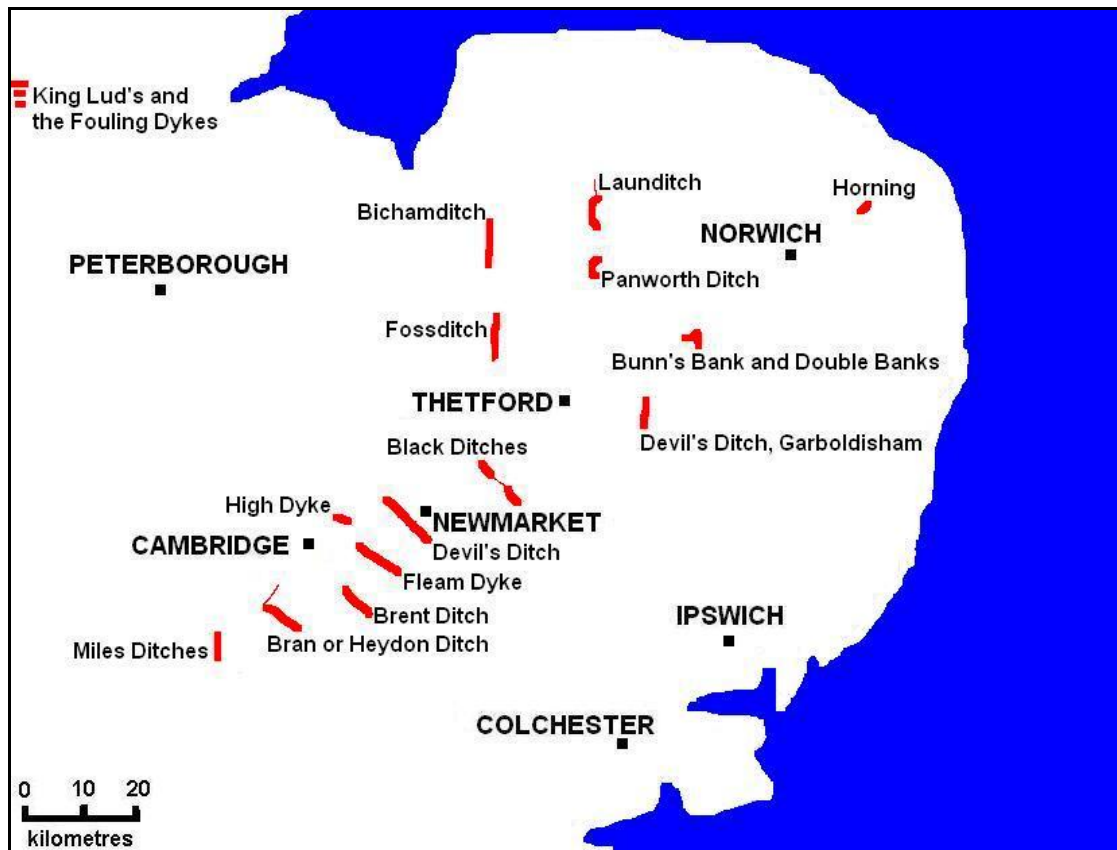 King Lud's and
the Fouling Dykes
Launditch
Horning
Bichamditch
NORWICH
PETERBOROUGH
Panworth Ditch
Fossditch
Bunn's Bank and Double Banks
THETFORD
Devil's Ditch, Garboldisham
Black Ditches
High Dyke
NEWMARKET
CAMBRIDGE
Devil's Ditch
Fleam Dyke
Brent Ditch
IPSWICH
Bran or Heydon Ditch
Miles Ditches
COLCHESTER
0 10 20
kilometres